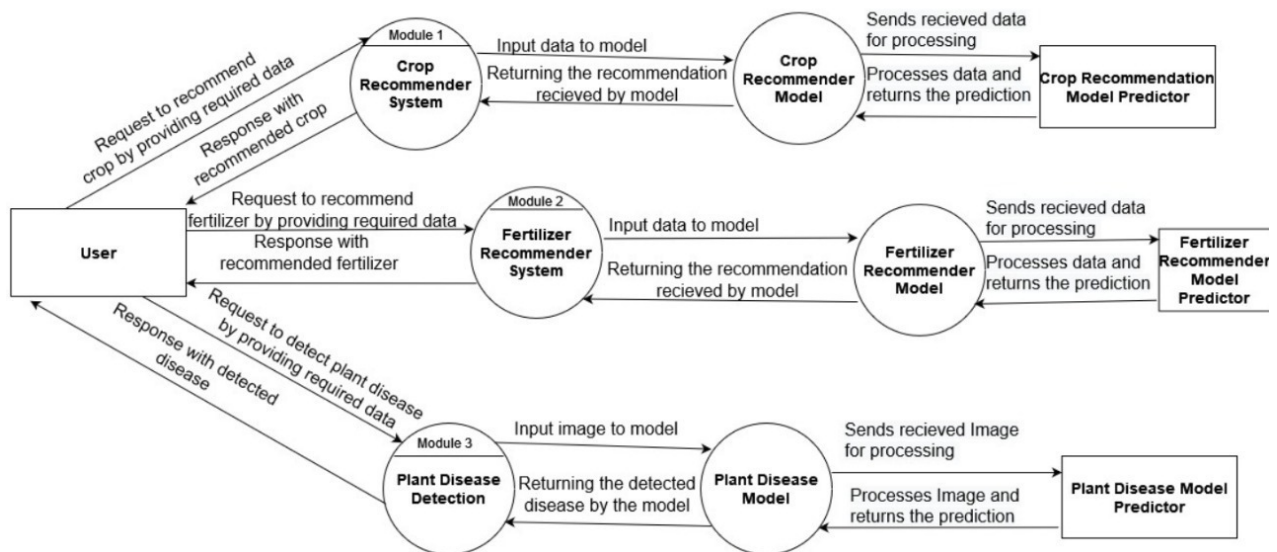 Request to recommend
crop by providing required data
Response with
recommended crop
Module 1
Crop
Recommender
System
Input data to model
Returning the recommendation
recieved by model
Crop
Recommender
Model
Sends recieved data
for processing
Processes data and
returns the prediction
Crop Recommendation
Model Predictor
User
Request to recommend
fertilizer by providing required data
Response with
recommended fertilizer
Module 2
Fertilizer
Recommender
System
Input data to model
Returning the recommendation
recieved by model
Fertilizer
Recommender
Model
Sends recieved data
for processing
Processes data and
returns the prediction
Fertilizer
Recommender
Model
Predictor
Request to detect plant disease
by providing required data
Response with detected
disease
Module 3
Plant Disease
Detection
Input image to model
Returning the detected
disease by the model
Plant Disease
Model
Sends recieved Image
for processing
Processes Image and
returns the prediction
Plant Disease Model
Predictor